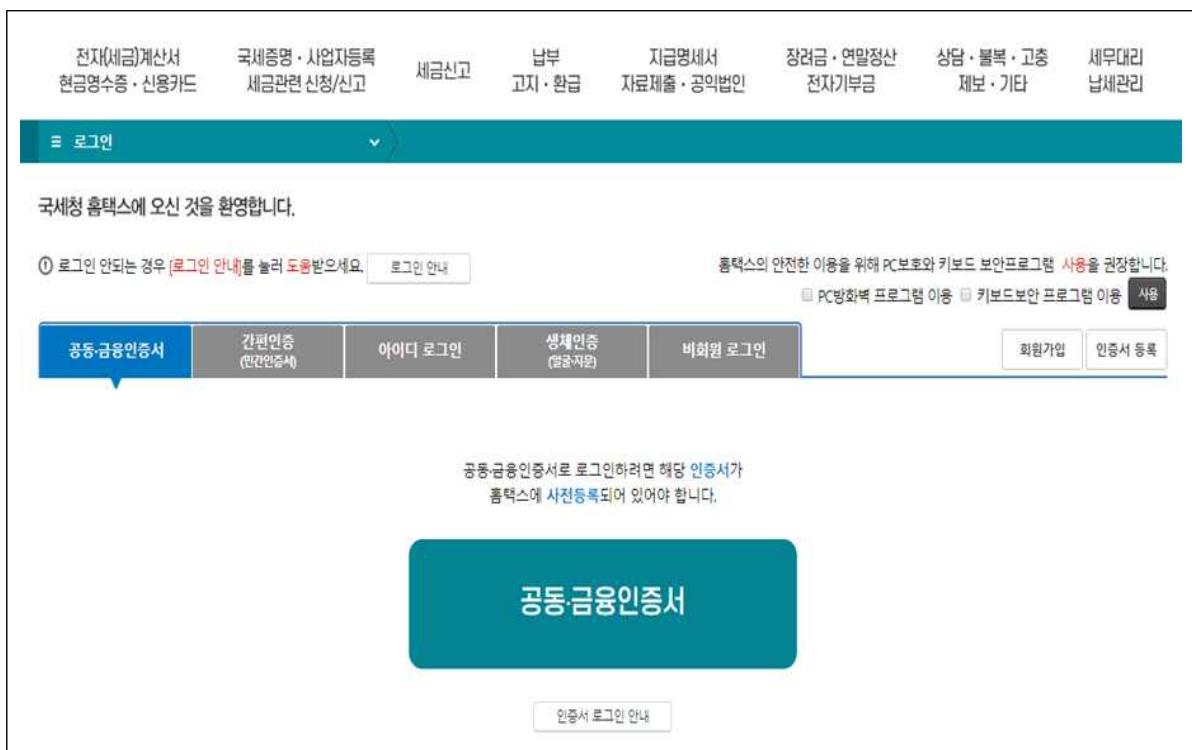 전자(세금)계산서
현금영수증·신용카드
국세증명·사업자등록
세금관련 신청/신고
세금신고
납부
고지·환급
지급명세서
자료제출·공익법인
장려금·연말정산
전자기부금
상담·불복·고충
제보·기타
세무대리
납세관리
로그인
국세청 홈택스에 오신 것을 환영합니다.
로그인 안되는 경우 [로그인 안내]를 눌러 도움받으세요. 로그인 안내
홈택스의 안전한 이용을 위해 PC보호와 키보드 보안프로그램 사용을 권장합니다.
PC방화벽 프로그램 이용 키보드보안 프로그램 이용 사용
공동·금융인증서
간편인증
(민간인증서)
아이디 로그인
생체인증
(얼굴·지문)
비회원 로그인
회원가입
인증서 등록
공동·금융인증서로 로그인하려면 해당 인증서가
홈택스에 사전등록되어 있어야 합니다.
공동·금융인증서
인증서 로그인 안내